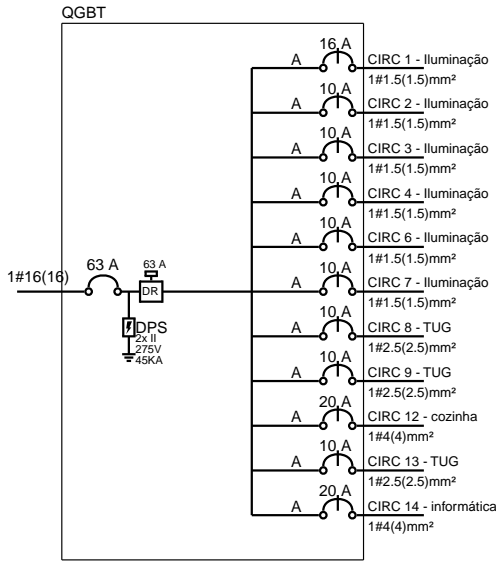 QGBT
16 A
A
CIRC 1 - Iluminação
1#1.5(1.5)mm²
10 A
A
CIRC 2 - Iluminação
1#1.5(1.5)mm²
10 A
A
CIRC 3 - Iluminação
1#1.5(1.5)mm²
10 A
A
CIRC 4 - Iluminação
1#1.5(1.5)mm²
10 A
A
CIRC 6 - Iluminação
1#1.5(1.5)mm²
1#16(16)
63 A
63 A
DR
10 A
A
CIRC 7 - Iluminação
1#1.5(1.5)mm²
DPS
2x II
275V
45KA
10 A
A
CIRC 8 - TUG
1#2.5(2.5)mm²
10 A
A
CIRC 9 - TUG
1#2.5(2.5)mm²
20 A
A
CIRC 12 - cozinha
1#4(4)mm²
10 A
A
CIRC 13 - TUG
1#2.5(2.5)mm²
20 A
A
CIRC 14 - informática
1#4(4)mm²